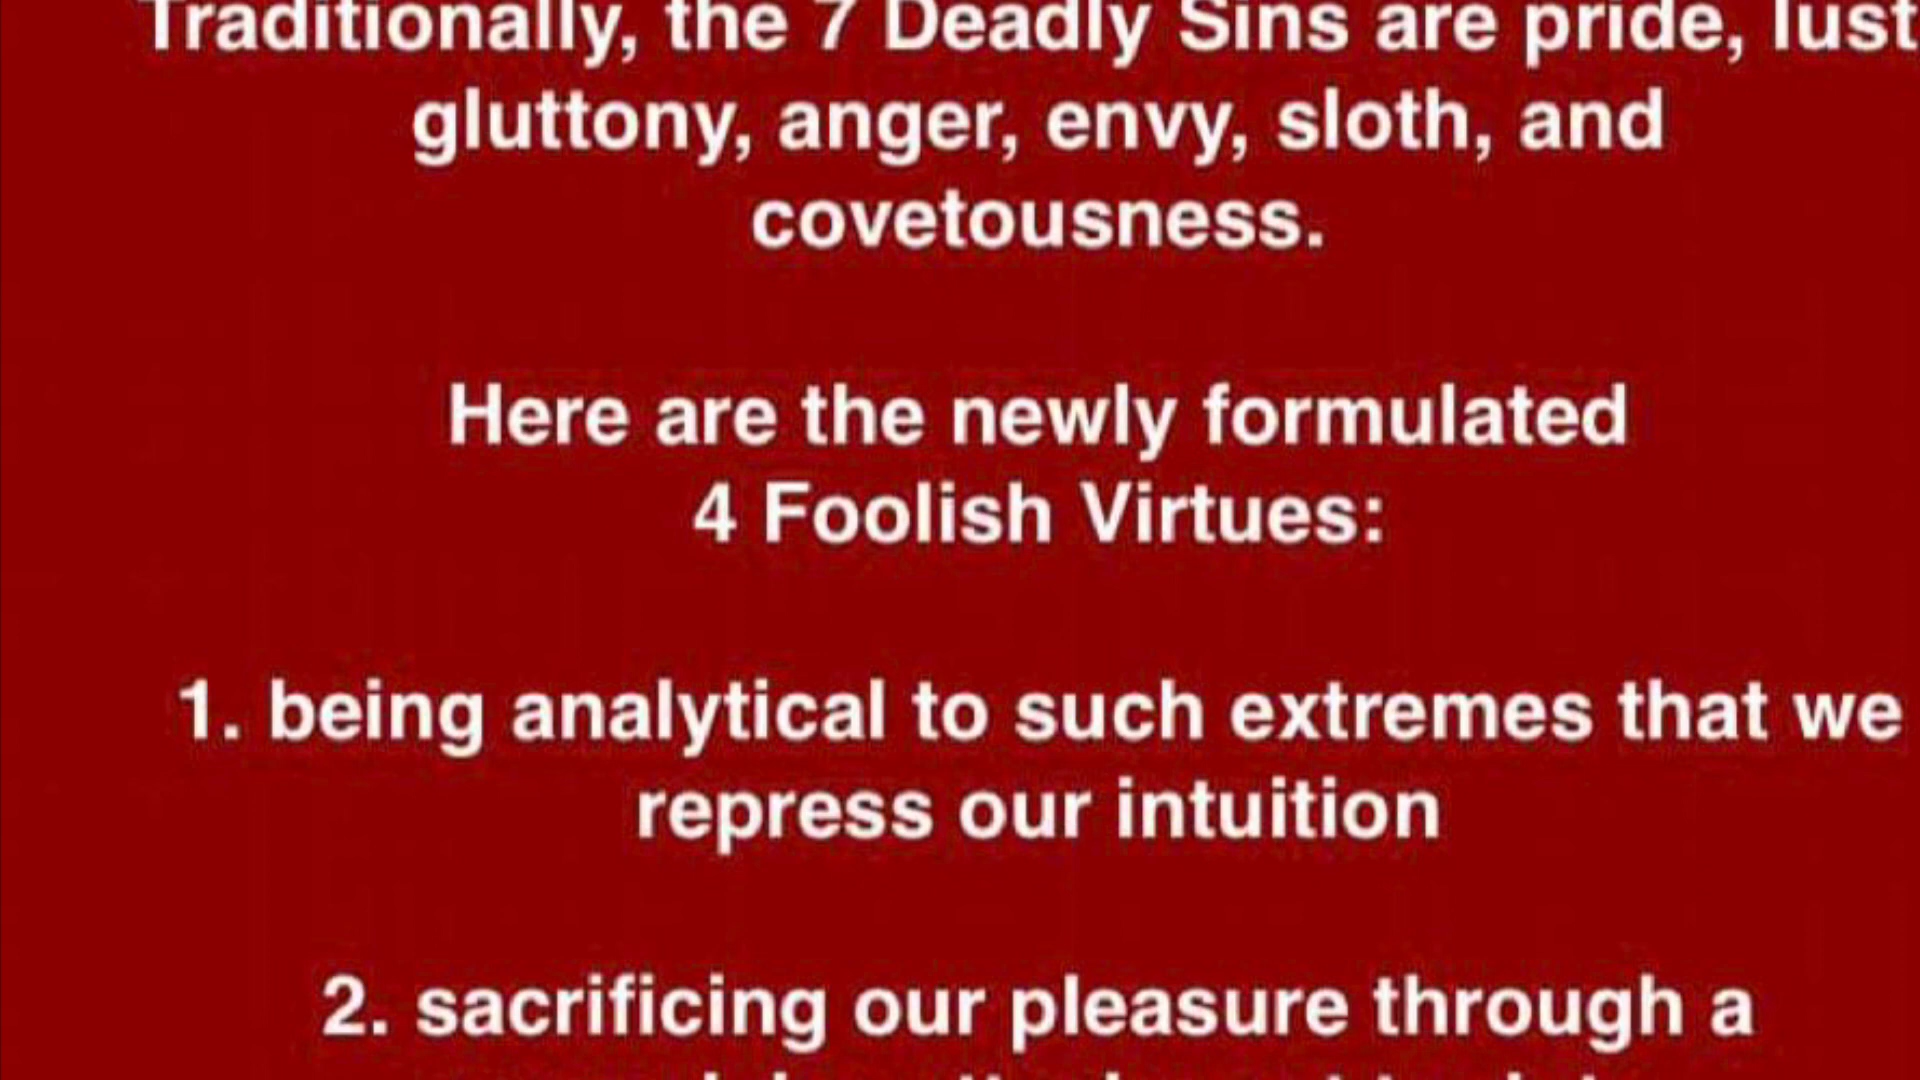 Traditionally, the 7 Deadly Sins are pride, lust
gluttony, anger, envy, sloth, and
covetousness.
Here are the newly formulated
4 Foolish Virtues:
1. being analytical to such extremes that we
repress our intuition
2. sacrificing our pleasure through a